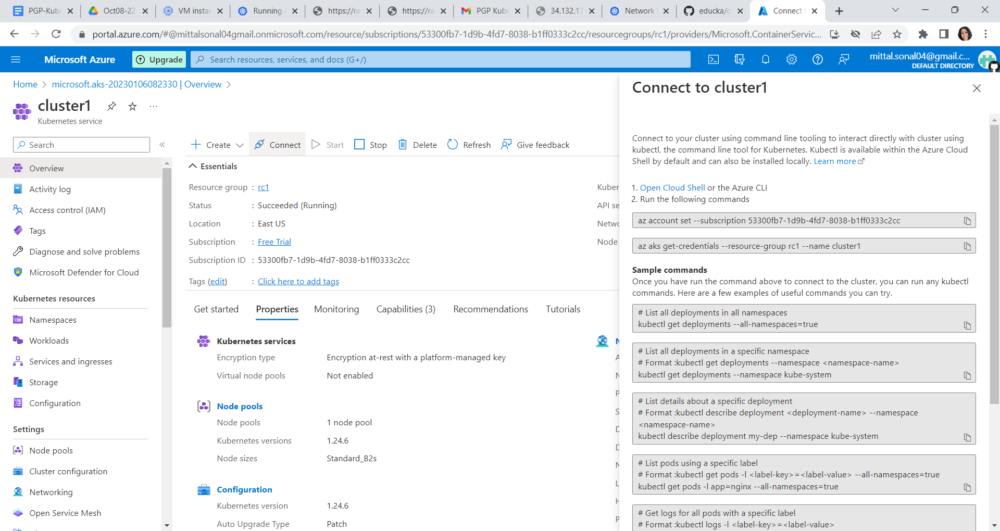 PGP-Kube
Oct08-22
VM instan
Running
https://ra
https://ra
PGP Kube
34.132.17
Network
educka/c
Connect
portal.azure.com/#@mittalsonal04gmail.onmicrosoft.com/resource/subscriptions/53300fb7-1d9b-4fd7-8038-b1ff0333c2cc/resourcegroups/rc1/providers/Microsoft.ContainerServic...
Microsoft Azure
Upgrade
Search resources, services, and docs (G+/)
mittal.sonal04@gmail.c...
DEFAULT DIRECTORY
Home > microsoft.aks-20230106082330 | Overview >
cluster1
Kubernetes service
Search
Overview
Activity log
Access control (IAM)
Tags
Diagnose and solve problems
Microsoft Defender for Cloud
Kubernetes resources
Namespaces
Workloads
Services and ingresses
Storage
Configuration
Settings
Node pools
Cluster configuration
Networking
Open Service Mesh
Create
Connect
Start
Stop
Delete
Refresh
Give feedback
Essentials
Resource group : rc1
Status : Succeeded (Running)
Location : East US
Subscription : Free Trial
Subscription ID : 53300fb7-1d9b-4fd7-8038-b1ff0333c2cc
Tags (edit) : Click here to add tags
Kuber
API se
Netwo
Node
Get started
Properties
Monitoring
Capabilities (3)
Recommendations
Tutorials
Kubernetes services
Encryption type Encryption at-rest with a platform-managed key
Virtual node pools Not enabled
Node pools
Node pools 1 node pool
Kubernetes versions 1.24.6
Node sizes Standard_B2s
Configuration
Kubernetes version 1.24.6
Auto Upgrade Type Patch
Connect to cluster1
Connect to your cluster using command line tooling to interact directly with cluster using
kubectl, the command line tool for Kubernetes. Kubectl is available within the Azure Cloud
Shell by default and can also be installed locally. Learn more
1. Open Cloud Shell or the Azure CLI
2. Run the following commands
az account set --subscription 53300fb7-1d9b-4fd7-8038-b1ff0333c2cc
az aks get-credentials --resource-group rc1 --name cluster1
Sample commands
Once you have run the command above to connect to the cluster, you can run any kubectl
commands. Here are a few examples of useful commands you can try.
# List all deployments in all namespaces
kubectl get deployments --all-namespaces=true
# List all deployments in a specific namespace
# Format :kubectl get deployments --namespace <namespace-name>
kubectl get deployments --namespace kube-system
# List details about a specific deployment
# Format :kubectl describe deployment <deployment-name> --namespace
<namespace-name>
kubectl describe deployment my-dep --namespace kube-system
# List pods using a specific label
# Format :kubectl get pods -l <label-key>=<label-value> --all-namespaces=true
kubectl get pods -l app=nginx --all-namespaces=true
# Get logs for all pods with a specific label
# Format :kubectl logs -l <label-key>=<label-value>